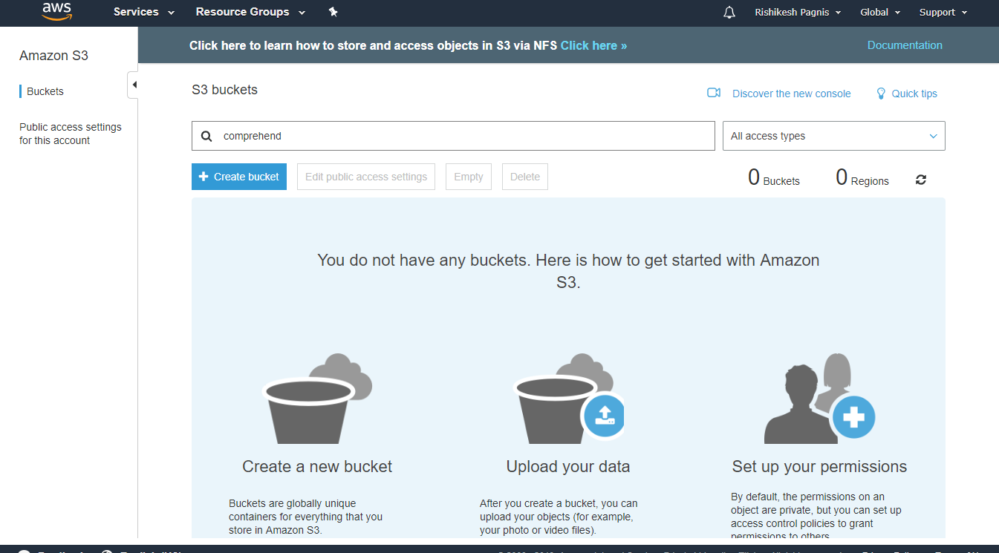 aws
Services
Resource Groups
Rishikesh Pagnis
Global
Support
Amazon S3
Buckets
Public access settings
for this account
Click here to learn how to store and access objects in S3 via NFS Click here »
Documentation
S3 buckets
Discover the new console
Quick tips
comprehend
All access types
Create bucket
Edit public access settings
Empty
Delete
0 Buckets
0 Regions
You do not have any buckets. Here is how to get started with Amazon
S3.
Create a new bucket
Buckets are globally unique
containers for everything that you
store in Amazon S3.
Upload your data
After you create a bucket, you can
upload your objects (for example,
your photo or video files).
Set up your permissions
By default, the permissions on an
object are private, but you can set up
access control policies to grant
permissions to others.